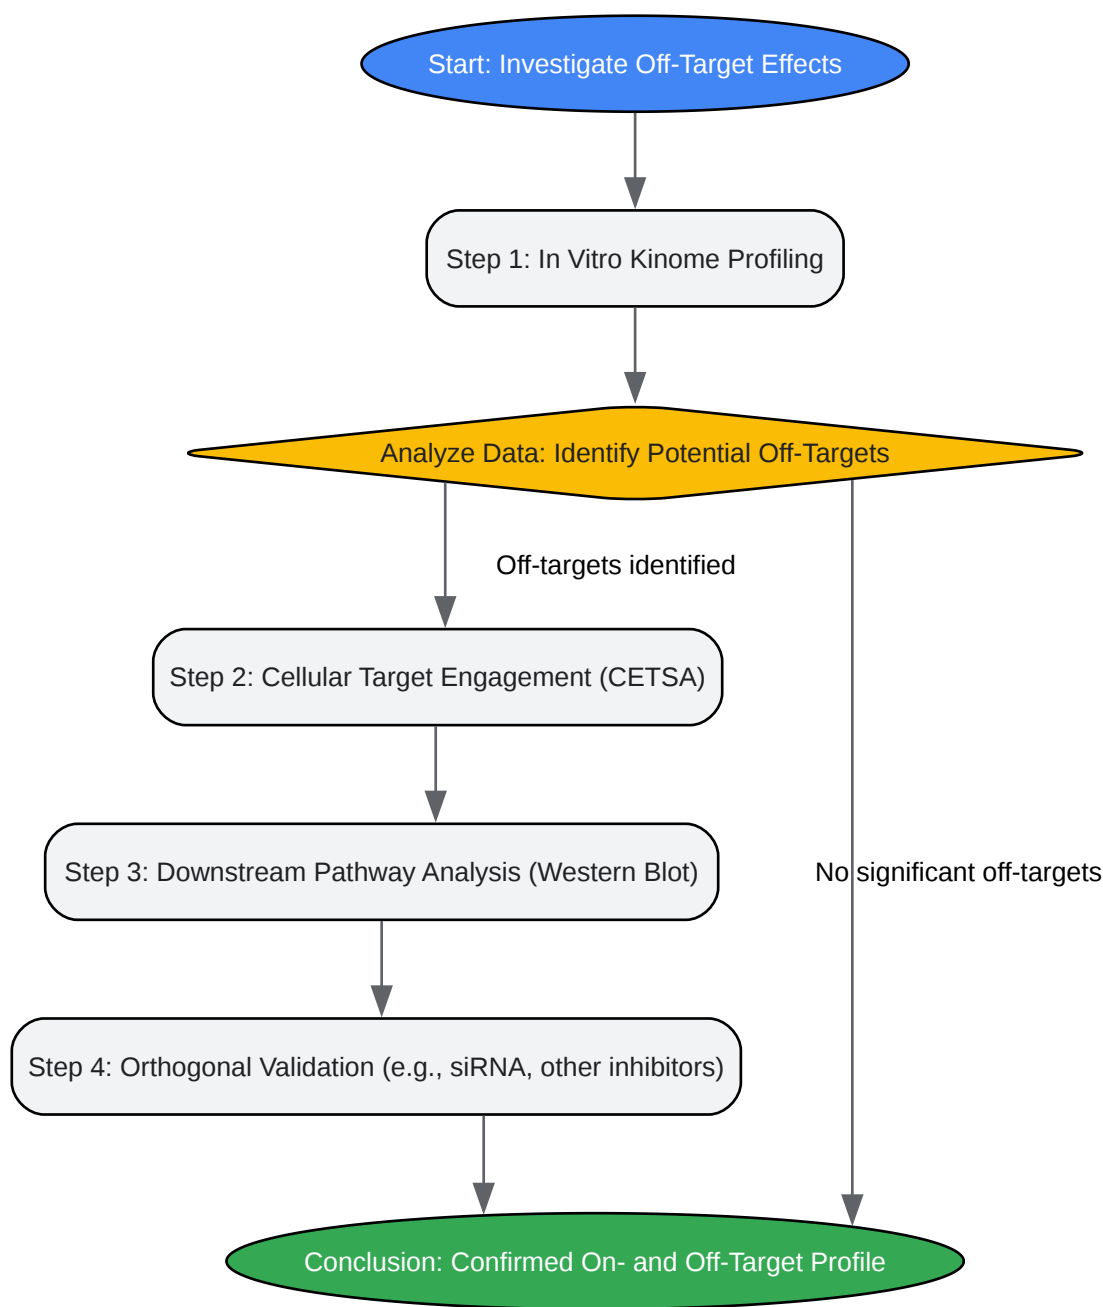 Start: Investigate Off-Target Effects
Step 1: In Vitro Kinome Profiling
Analyze Data: Identify Potential Off-Targets
Off-targets identified
Step 2: Cellular Target Engagement (CETSA)
Step 3: Downstream Pathway Analysis (Western Blot)
No significant off-targets
Step 4: Orthogonal Validation (e.g., siRNA, other inhibitors)
Conclusion: Confirmed On- and Off-Target Profile